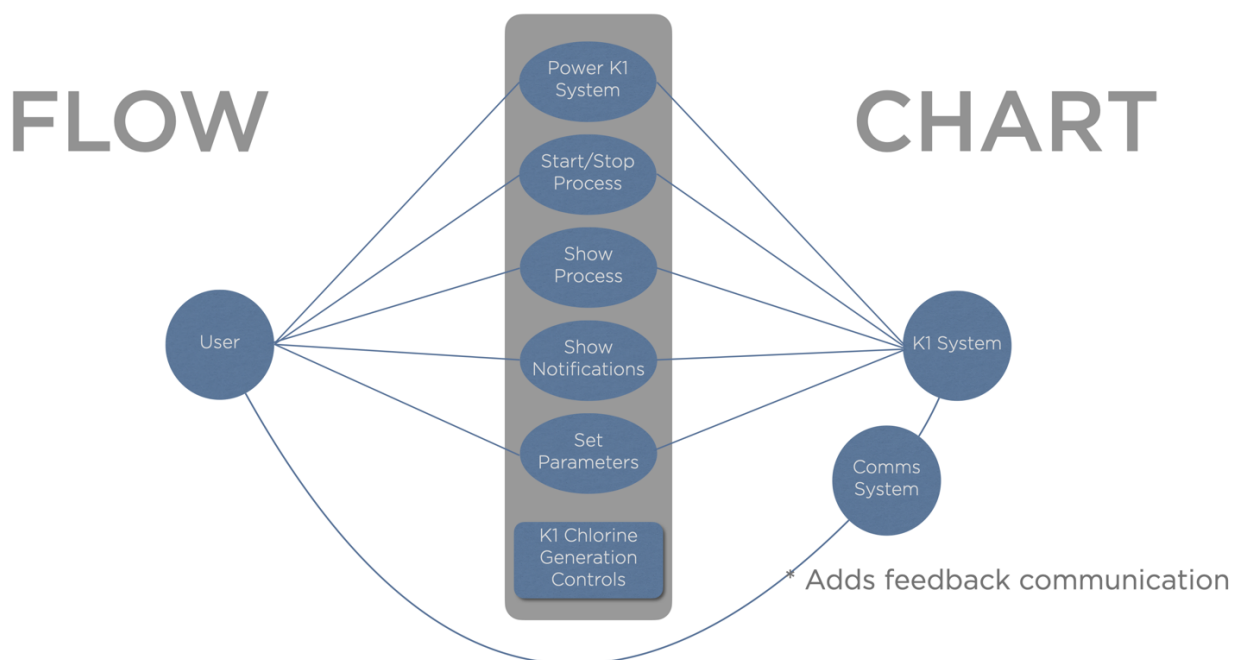 FLOW
CHART
Power K1
System
Start/Stop
Process
Show
Process
User
Show
Notifications
K1 System
Set
Parameters
Comms
System
K1 Chlorine
Generation
Controls
* Adds feedback communication